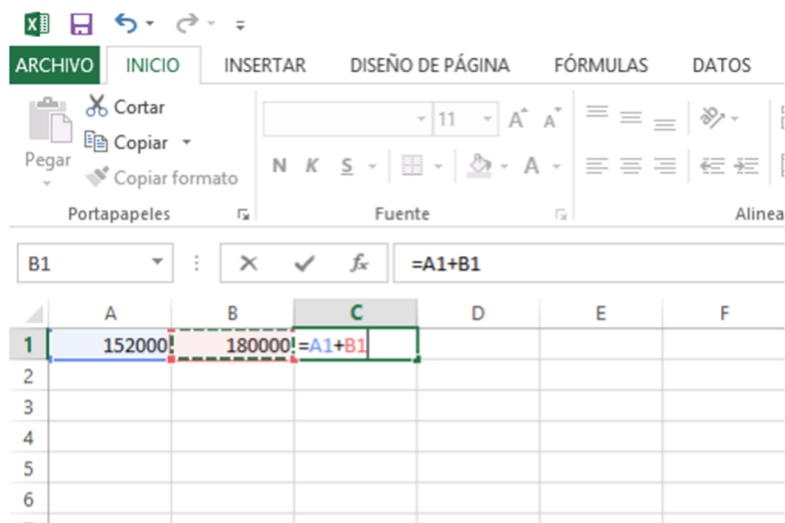 ARCHIVO INICIO INSERTAR DISEÑO DE PÁGINA FÓRMULAS DATOS
Cortar
Copiar
Pegar
Copiar formato
11 A A
N K S A
Portapapeles Fuente Alinea
B1 fx =A1+B1
A B C D E F
1 152000 180000 =A1+B1
2
3
4
5
6